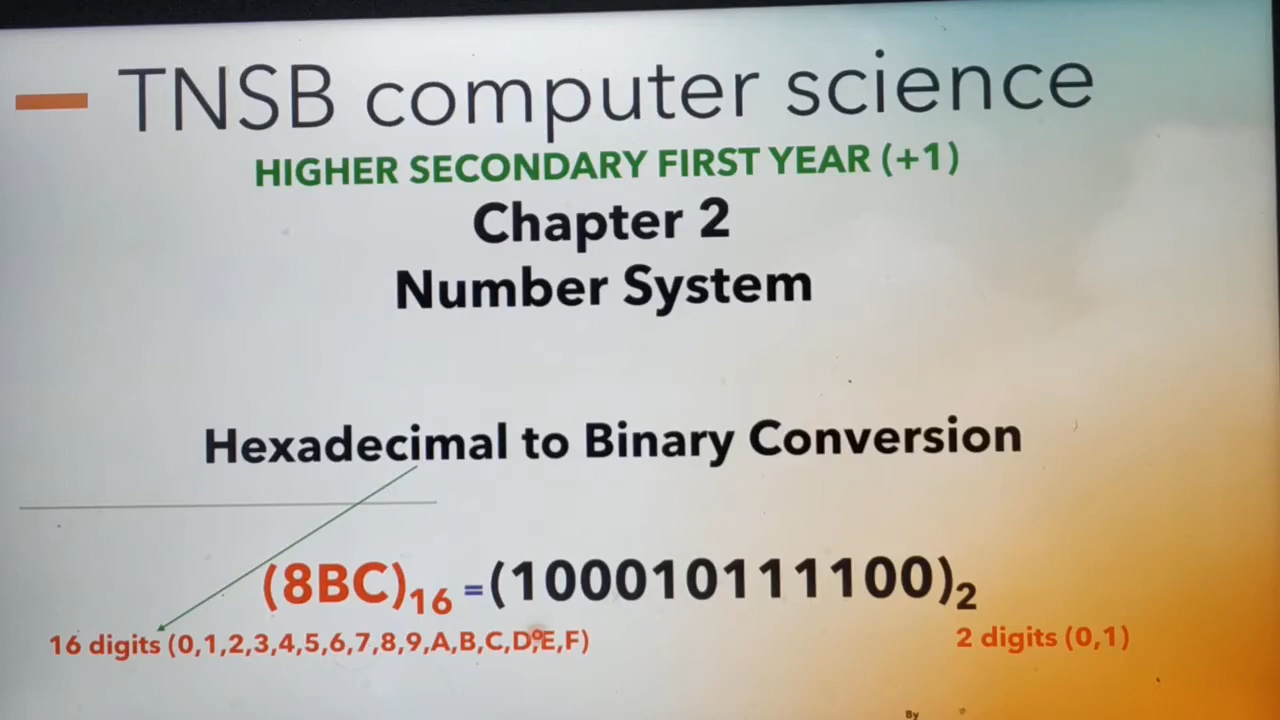 TNSB computer science
HIGHER SECONDARY FIRST YEAR (+1)
Chapter 2
Number System
Hexadecimal to Binary Conversion
(8BC)16 =(100010111100)2
16 digits (0,1,2,3,4,5,6,7,8,9,A,B,C,D,E,F)
2 digits (0,1)
By